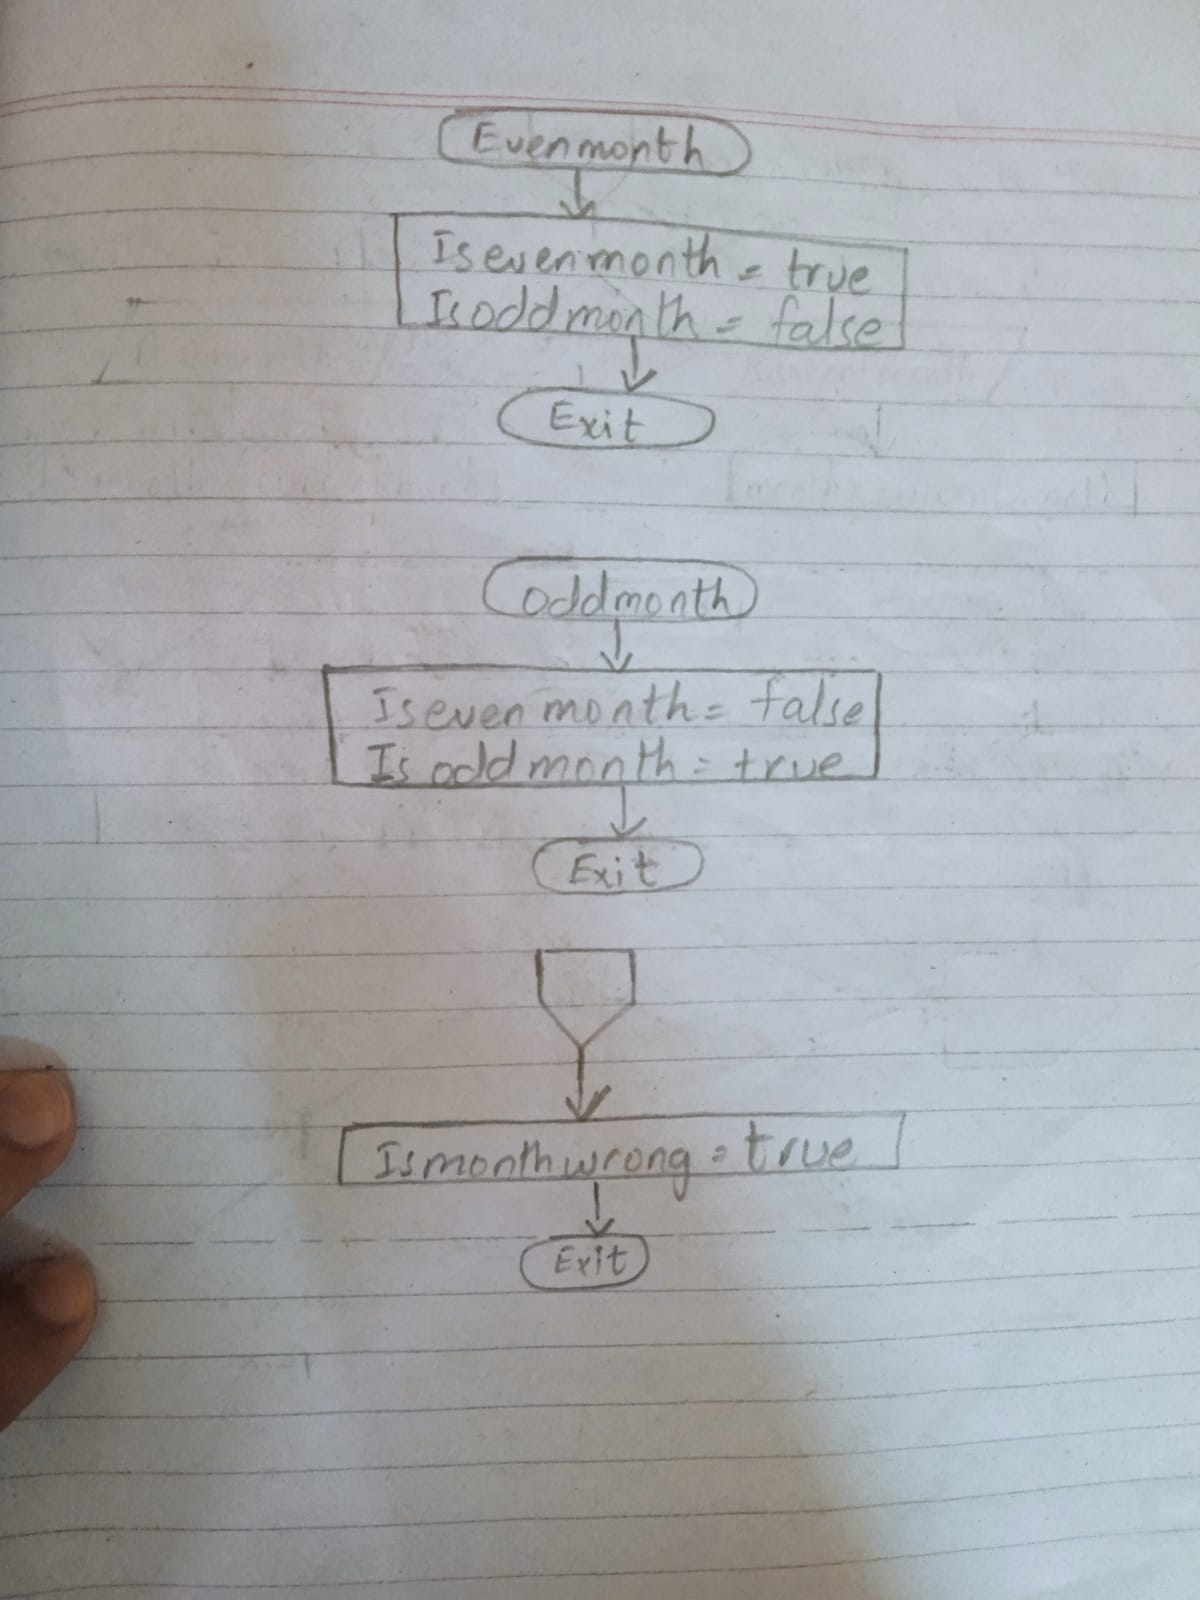 Evenmonth
Isevenmonth = true
Isoddmonth = false
Exit
oddmonth
Iseven month = false
Is odd month = true
Exit
Ismonthwrong = true
Exit